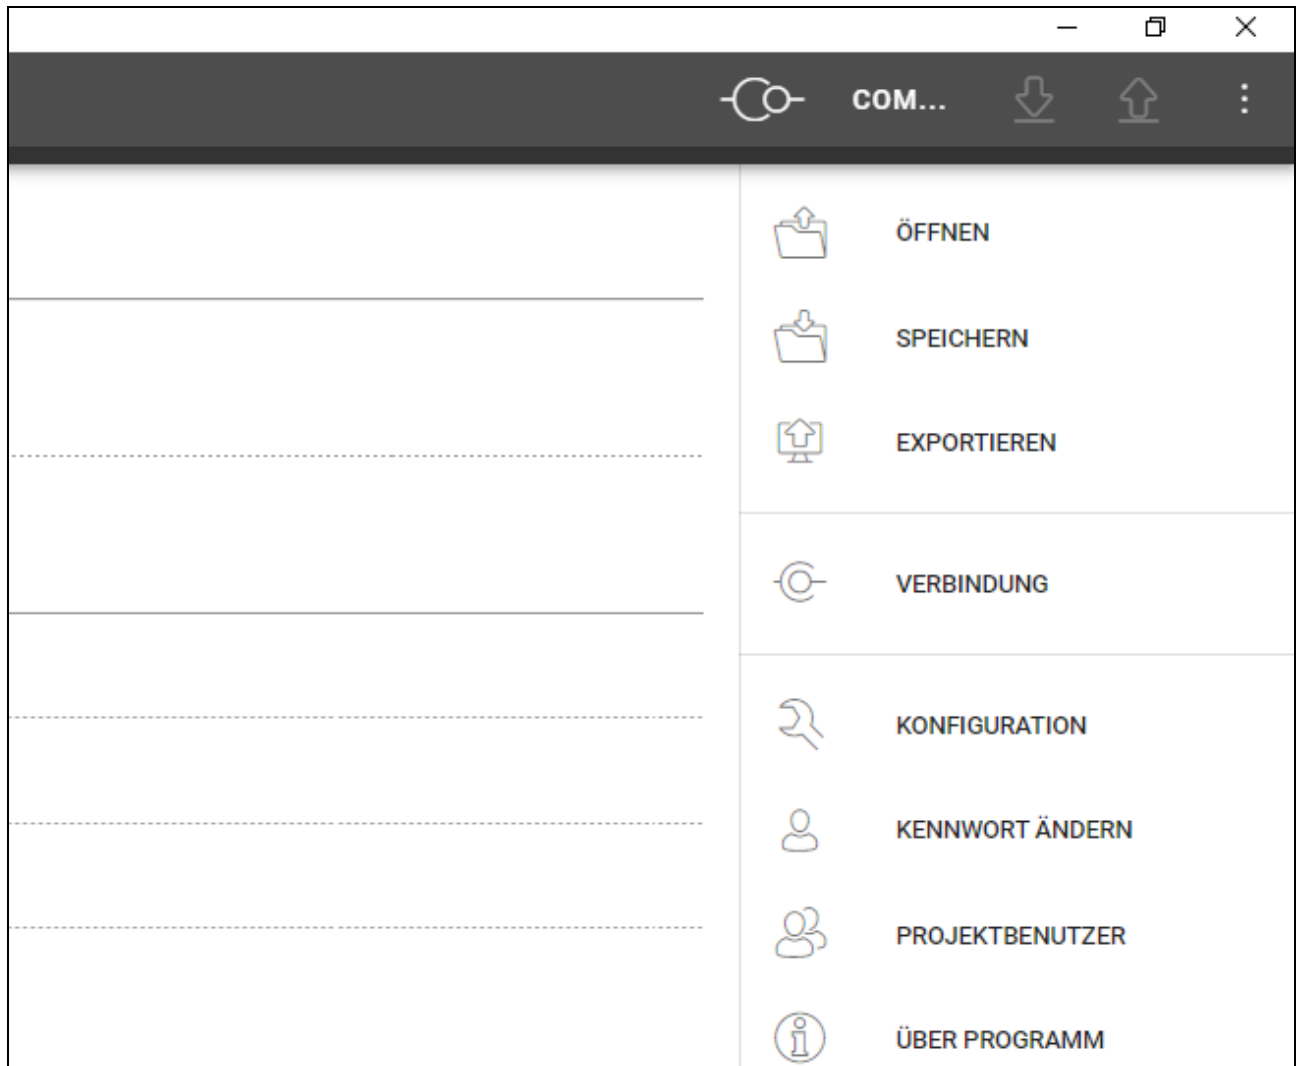 COM...
ÖFFNEN
SPEICHERN
EXPORTIEREN
VERBINDUNG
KONFIGURATION
KENNWORT ÄNDERN
PROJEKTBENUTZER
ÜBER PROGRAMM